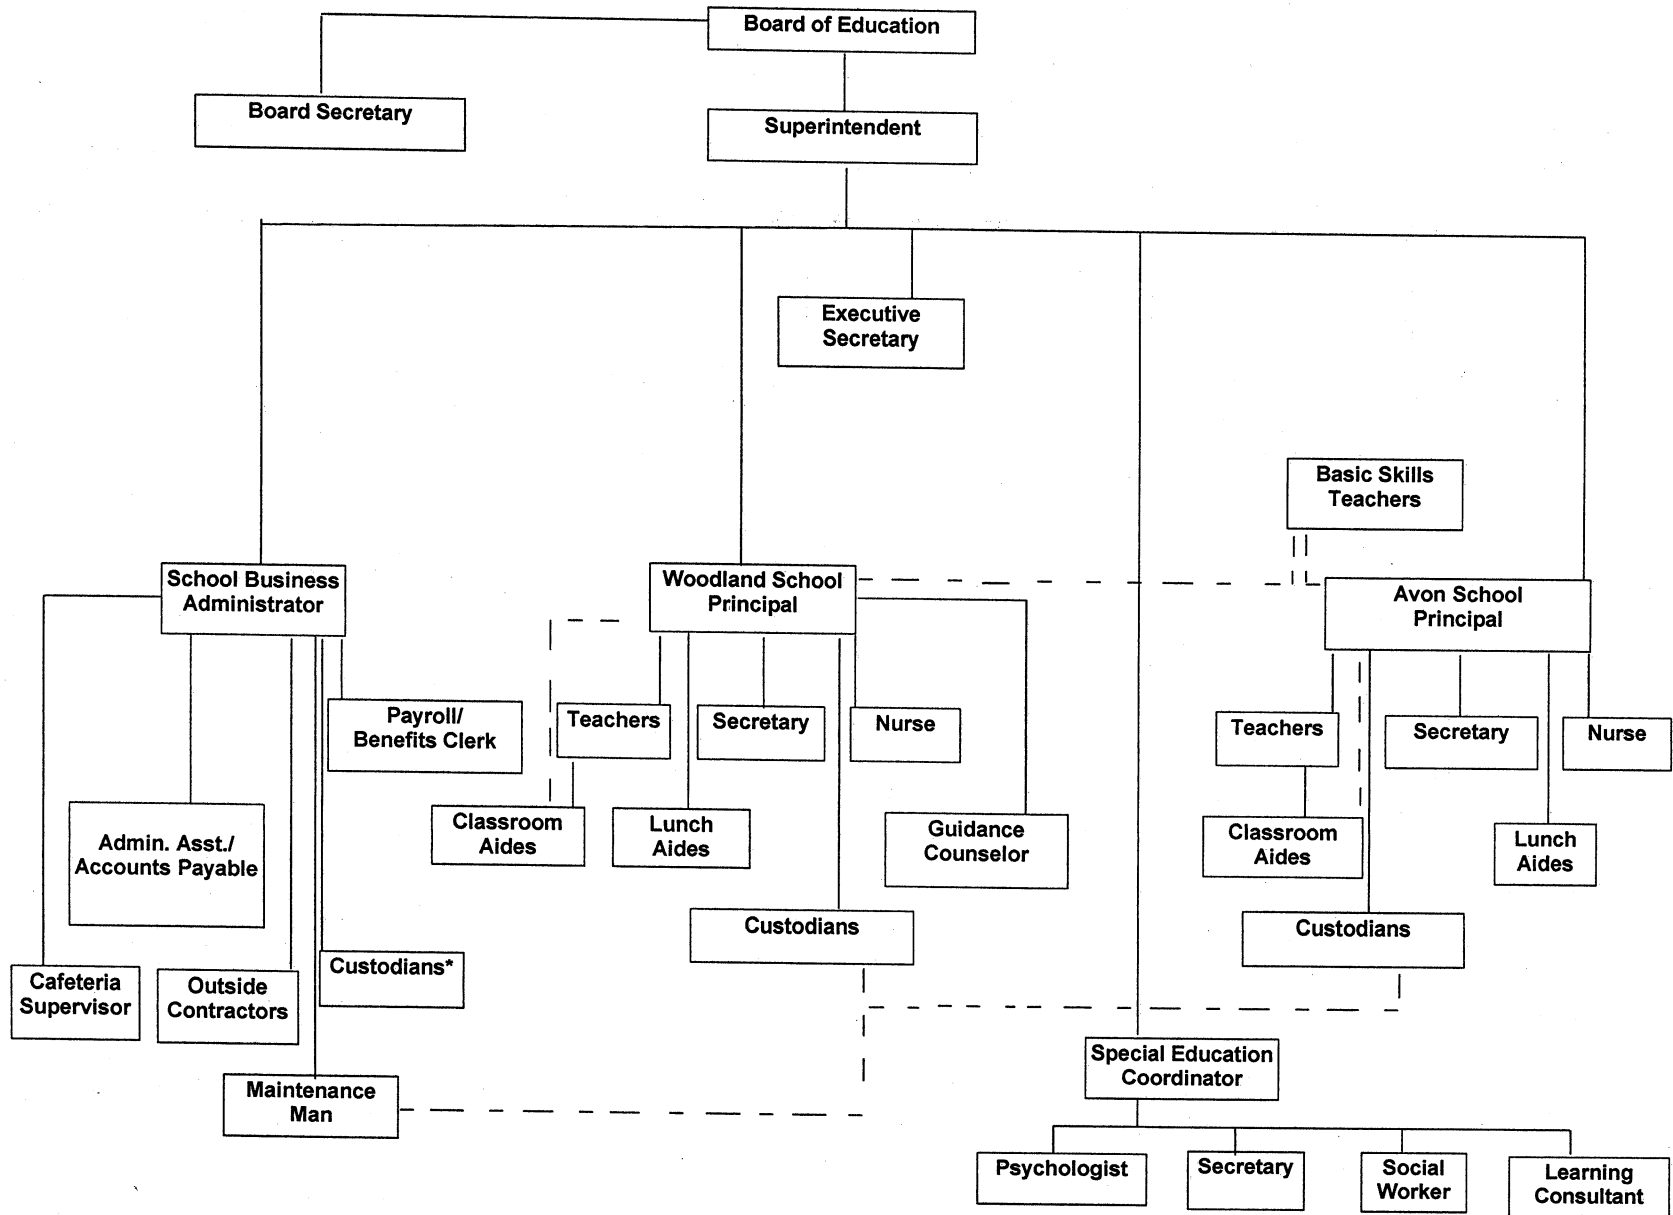 Board of Education
Board Secretary
Superintendent
Executive
Secretary
Basic Skills
Teachers
School Business
Administrator
Woodland School
Principal
Avon School
Principal
Payroll/
Benefits Clerk
Teachers
Secretary
Nurse
Teachers
Secretary
Nurse
Admin. Asst./
Accounts Payable
Classroom
Aides
Lunch
Aides
Guidance
Counselor
Classroom
Aides
Lunch
Aides
Custodians
Custodians
Cafeteria
Supervisor
Outside
Contractors
Custodians*
Special Education
Coordinator
Maintenance
Man
Psychologist
Secretary
Social
Worker
Learning
Consultant